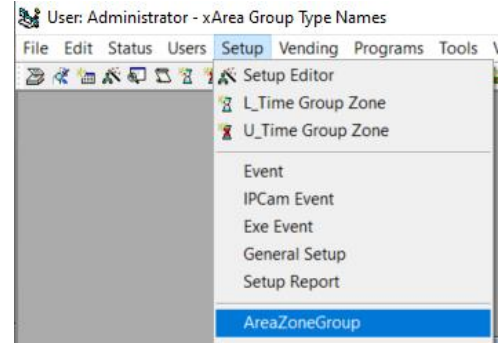 User: Administrator - xArea Group Type Names
File Edit Status Users Setup Vending Programs Tools
Setup Editor
L_Time Group Zone
U_Time Group Zone
Event
IPCam Event
Exe Event
General Setup
Setup Report
AreaZoneGroup